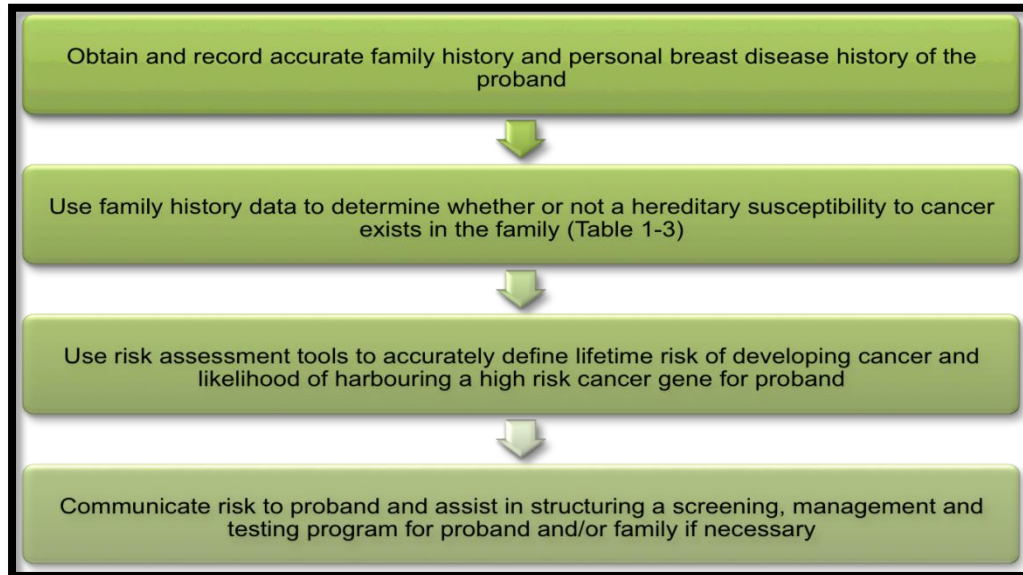 Obtain and record accurate family history and personal breast disease history of the
proband
Use family history data to determine whether or not a hereditary susceptibility to cancer
exists in the family (Table 1-3)
Use risk assessment tools to accurately define lifetime risk of developing cancer and
likelihood of harbouring a high risk cancer gene for proband
Communicate risk to proband and assist in structuring a screening, management and
testing program for proband and/or family if necessary